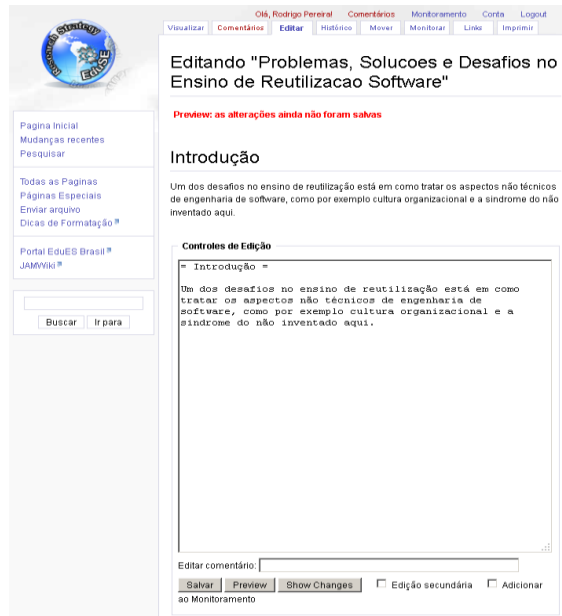 Olá, Rodrigo Pereira! Comentários Monitoramento Conta Logout
Visualizar Comentários Editar Histórico Mover Monitorar Links Imprimir
Research Strategy
EduSE
Editando "Problemas, Solucoes e Desafios no
Ensino de Reutilizacao Software"
Preview: as alterações ainda não foram salvas
Pagina Inicial
Mudanças recentes
Pesquisar
Todas as Paginas
Páginas Especiais
Enviar arquivo
Dicas de Formatação
Portal EduES Brasil
JAMWiki
Buscar Ir para
Introdução
Um dos desafios no ensino de reutilização está em como tratar os aspectos não técnicos
de engenharia de software, como por exemplo cultura organizacional e a sindrome do não
inventado aqui.
Controles de Edição
= Introdução =
Um dos desafios no ensino de reutilização está em como
tratar os aspectos não técnicos de engenharia de
software, como por exemplo cultura organizacional e a
sindrome do não inventado aqui.
Editar comentário:
Salvar Preview Show Changes Edição secundária Adicionar
ao Monitoramento